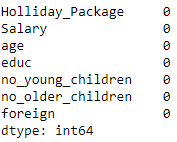 Holliday_Package 0
Salary 0
age 0
educ 0
no_young_children 0
no_older_children 0
foreign 0
dtype: int64